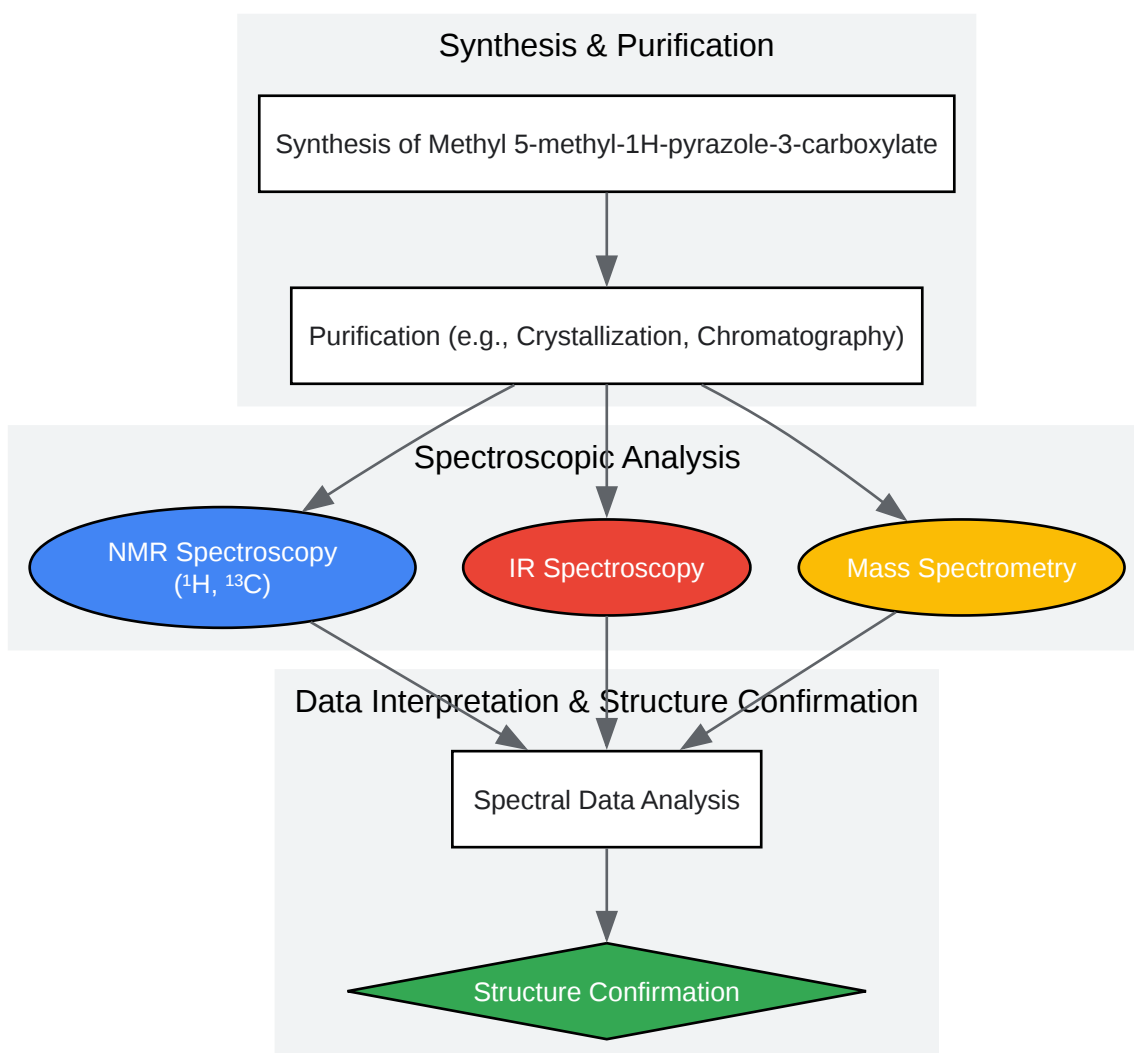 Synthesis & Purification
Synthesis of Methyl 5-methyl-1H-pyrazole-3-carboxylate
Purification (e.g., Crystallization, Chromatography)
Spectroscopic Analysis
NMR Spectroscopy
(¹H, ¹³C)
IR Spectroscopy
Mass Spectrometry
Data Interpretation & Structure Confirmation
Spectral Data Analysis
Structure Confirmation